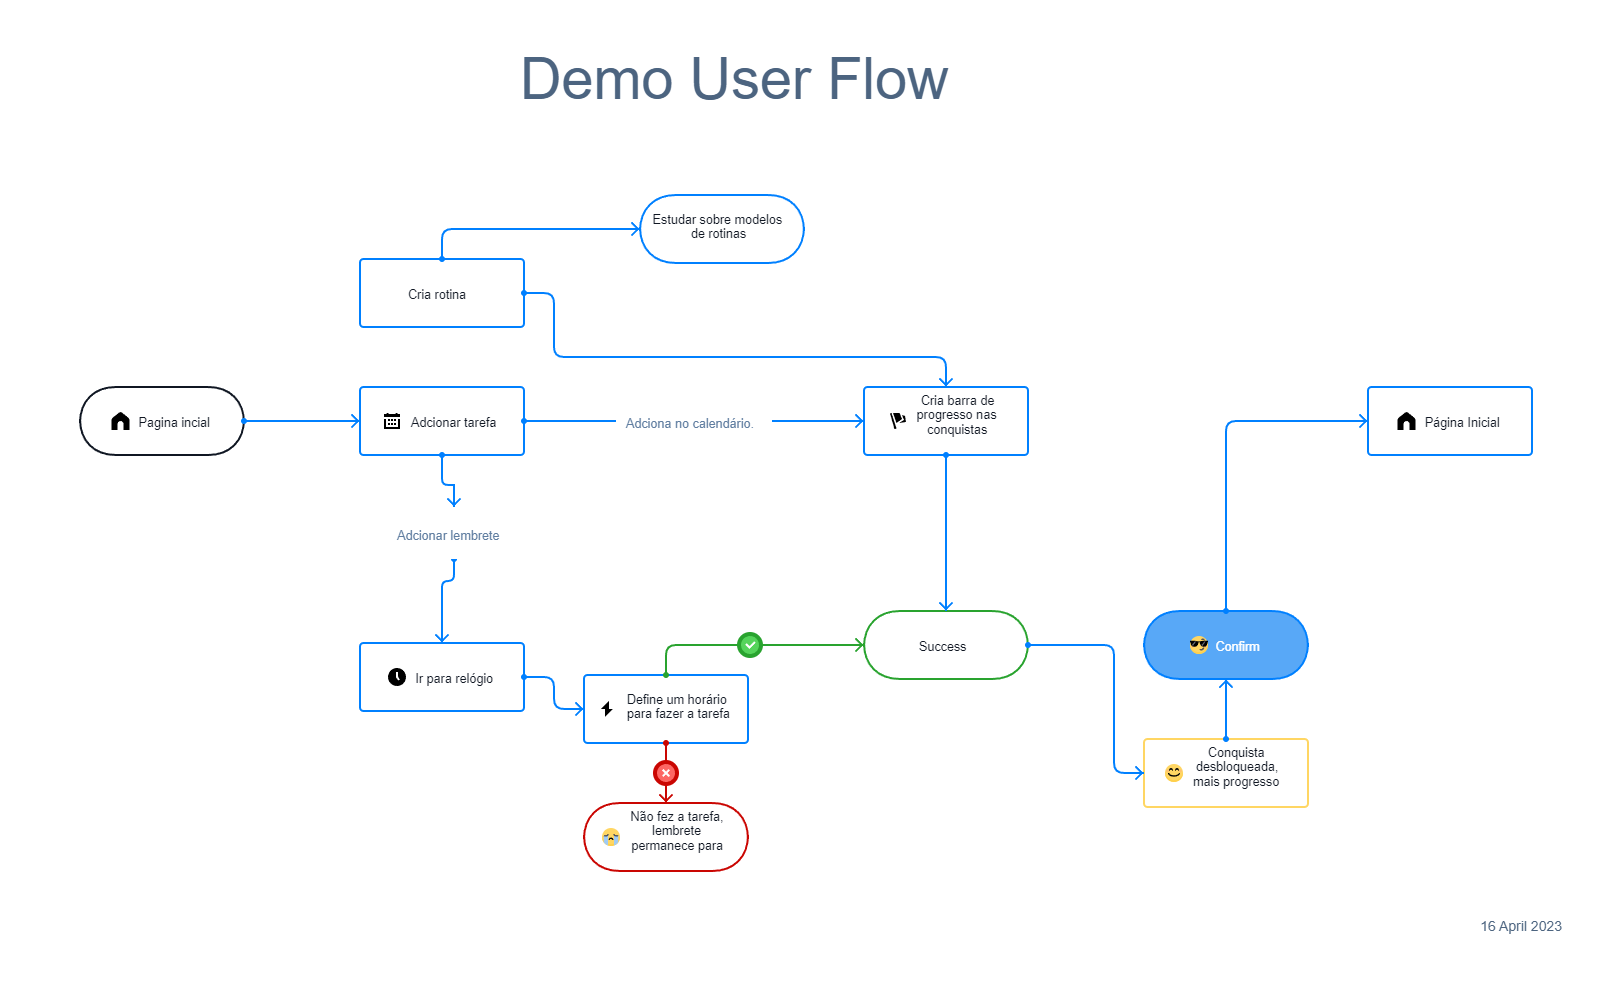 Demo User Flow
Estudar sobre modelos
de rotinas
Cria rotina
Pagina incial
Adcionar tarefa
Adciona no calendário.
Cria barra de
progresso nas
conquistas
Página Inicial
Adcionar lembrete
Ir para relógio
Define um horário
para fazer a tarefa
Success
Confirm
Conquista
desbloqueada,
mais progresso
Não fez a tarefa,
lembrete
permanece para
16 April 2023